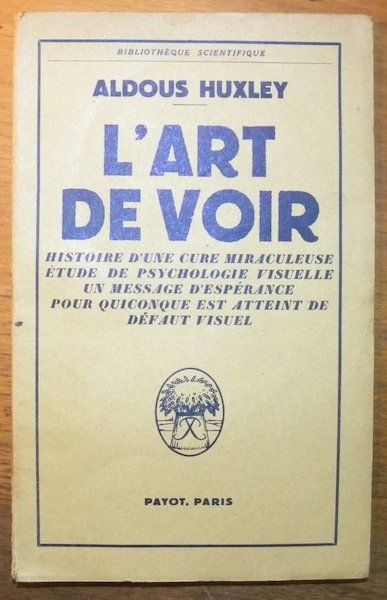 BIBLIOTHÈQUE SCIENTIFIQUE
ALDOUS HUXLEY
L'ART
DE VOIR
HISTOIRE D'UNE CURE MIRACULEUSE
ÉTUDE DE PSYCHOLOGIE VISUELLE
UN MESSAGE D'ESPÉRANCE
POUR QUICONQUE EST ATTEINT DE
DÉFAUT VISUEL
PAYOT. PARIS